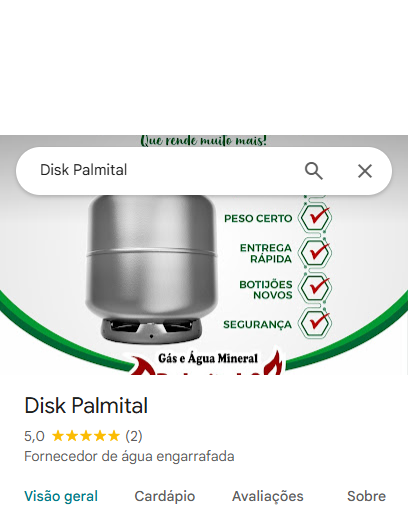 Que rende muito mais!
Disk Palmital
PESO CERTO
ENTREGA
RÁPIDA
BOTIJÕES
NOVOS
SEGURANÇA
Gás e Água Mineral
Disk Palmital
5,0 (2)
Fornecedor de água engarrafada
Visão geral Cardápio Avaliações Sobre